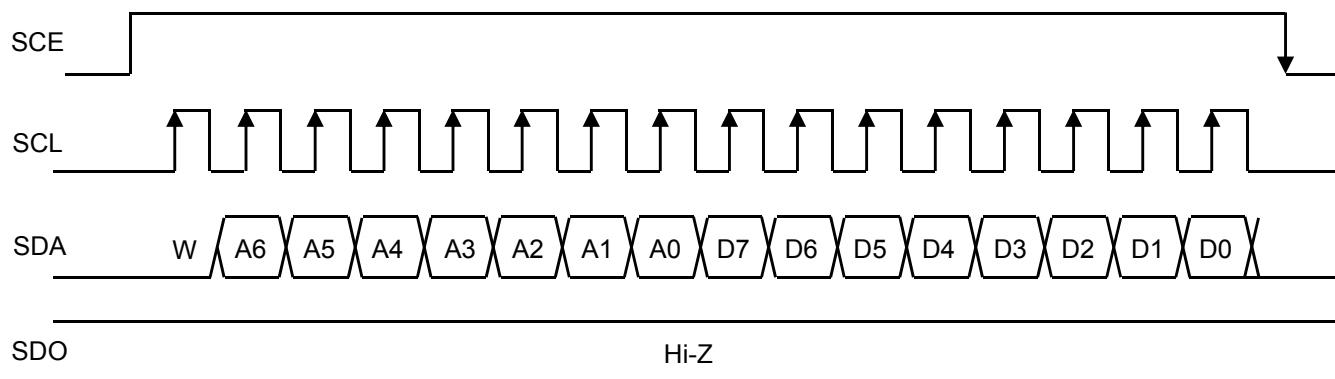 SCE
SCL
SDA W A6 A5 A4 A3 A2 A1 A0 D7 D6 D5 D4 D3 D2 D1 D0
SDO Hi-Z